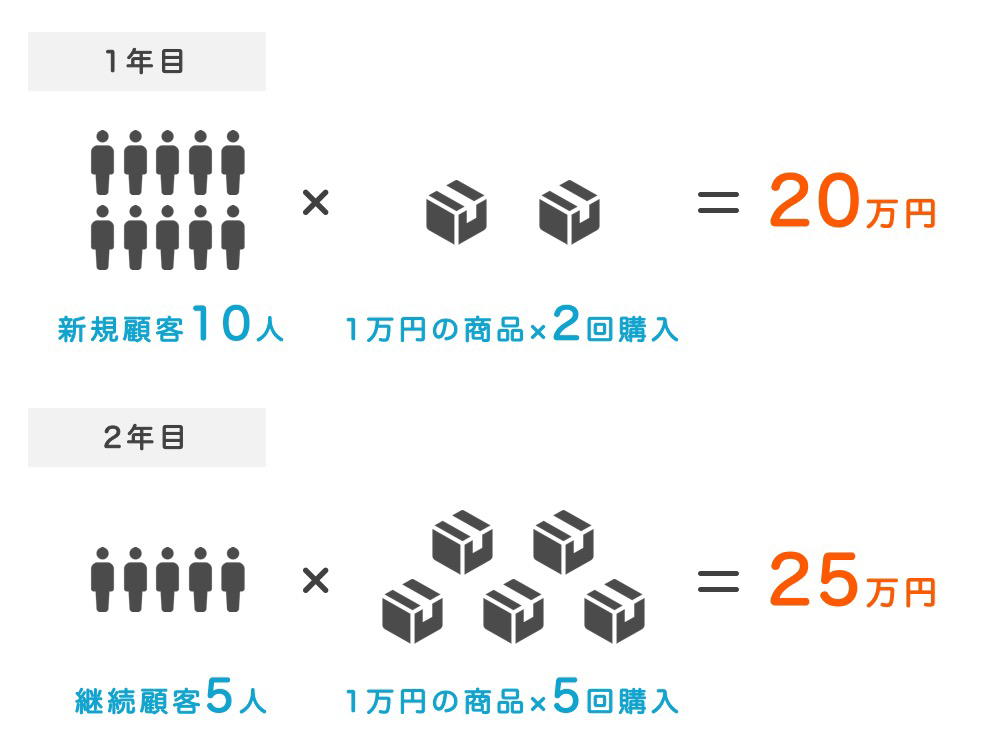 1年目
× = 20万円
新規顧客10人 1万円の商品×2回購入
2年目
× = 25万円
継続顧客5人 1万円の商品×5回購入